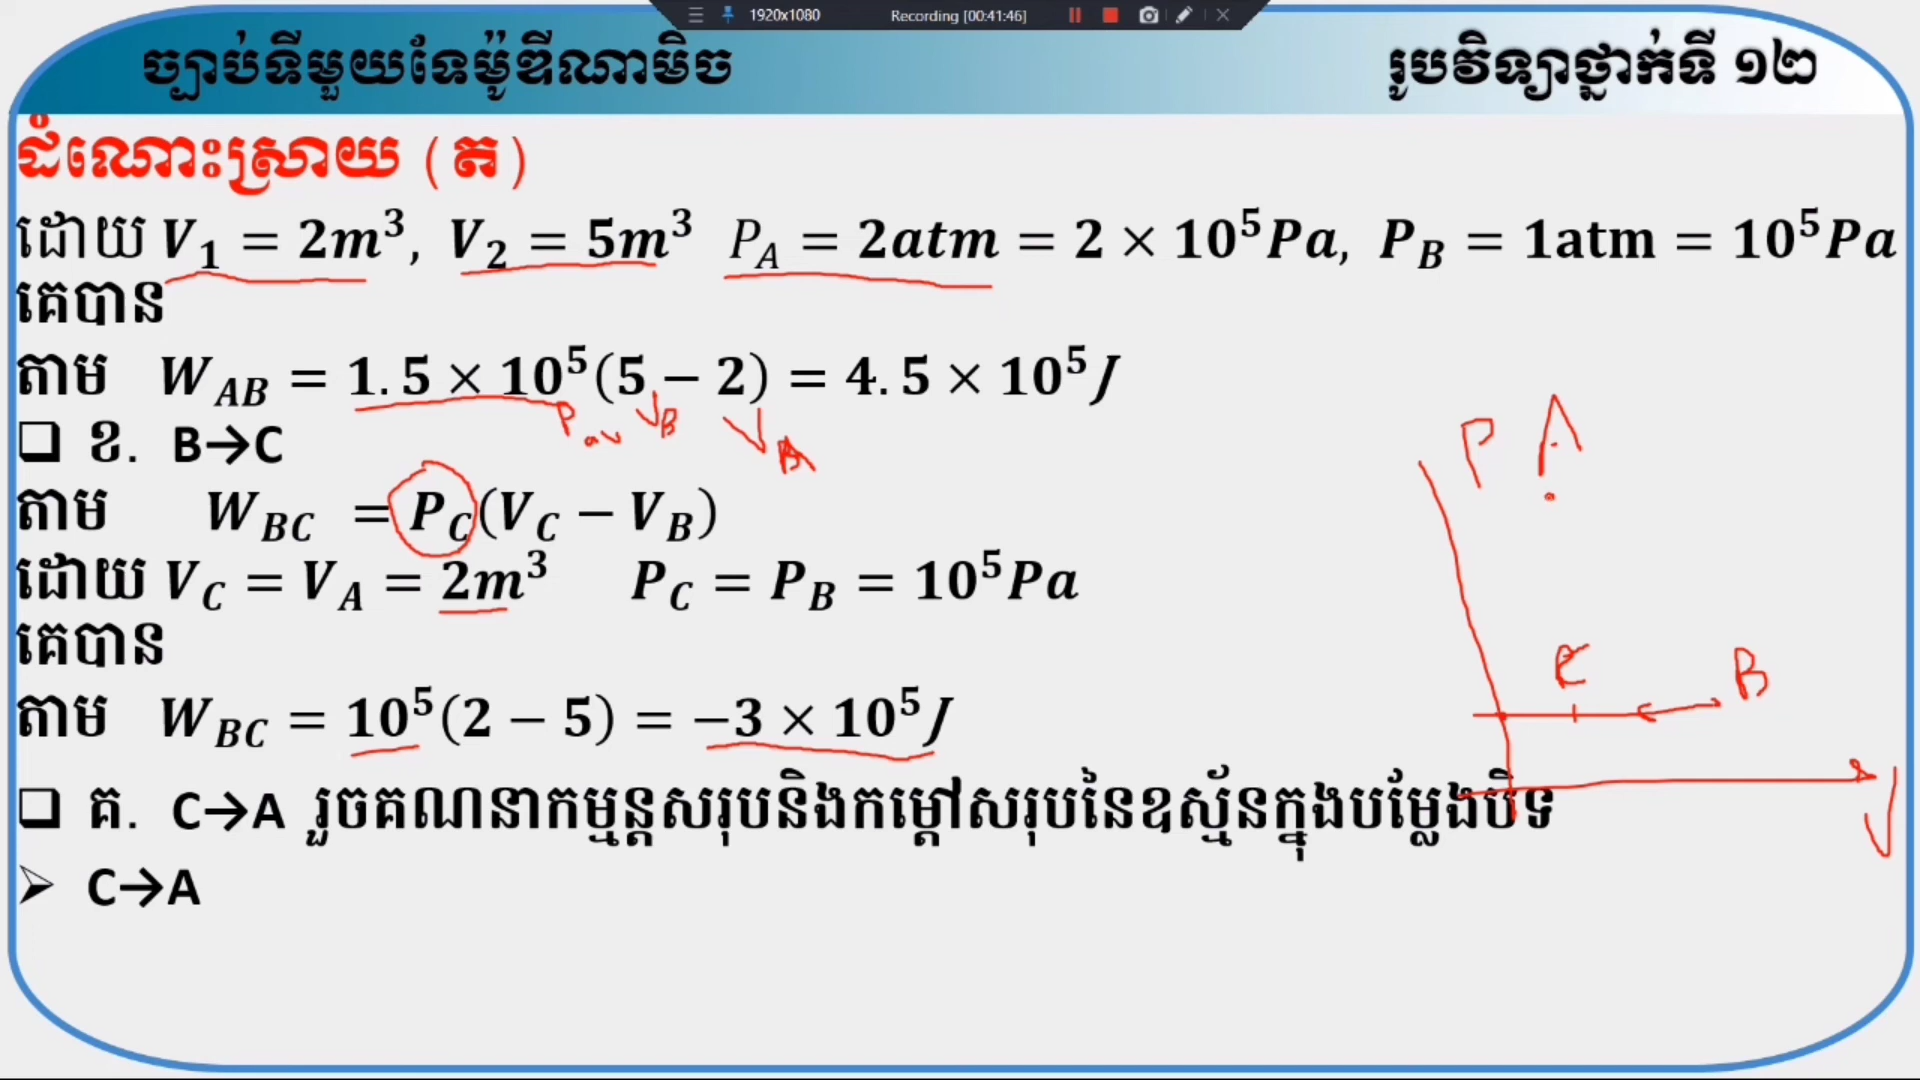 1920x1080 Recording [00:41:46]
ច្បាប់ទីមួយទែម៉ូឌីណាមិច
រូបវិទ្យាថ្នាក់ទី ១២
ដំណោះស្រាយ (ត)
ដោយ V₁ = 2m³, V₂ = 5m³ P_A = 2atm = 2 × 10⁵Pa, P_B = 1atm = 10⁵Pa
គេបាន
តាម W_AB = 1.5 × 10⁵(5 − 2) = 4.5 × 10⁵J
P_av V_B V_A
❑ ខ. B→C
តាម W_BC = P_C(V_C − V_B)
ដោយ V_C = V_A = 2m³ P_C = P_B = 10⁵Pa
គេបាន
តាម W_BC = 10⁵(2 − 5) = −3 × 10⁵J
❑ គ. C→A រួចគណនាកម្មន្តសរុបនិងកម្តៅសរុបនៃឧស្ម័នក្នុងបម្លែងបិទ
➢ C→A
P A
C B
V